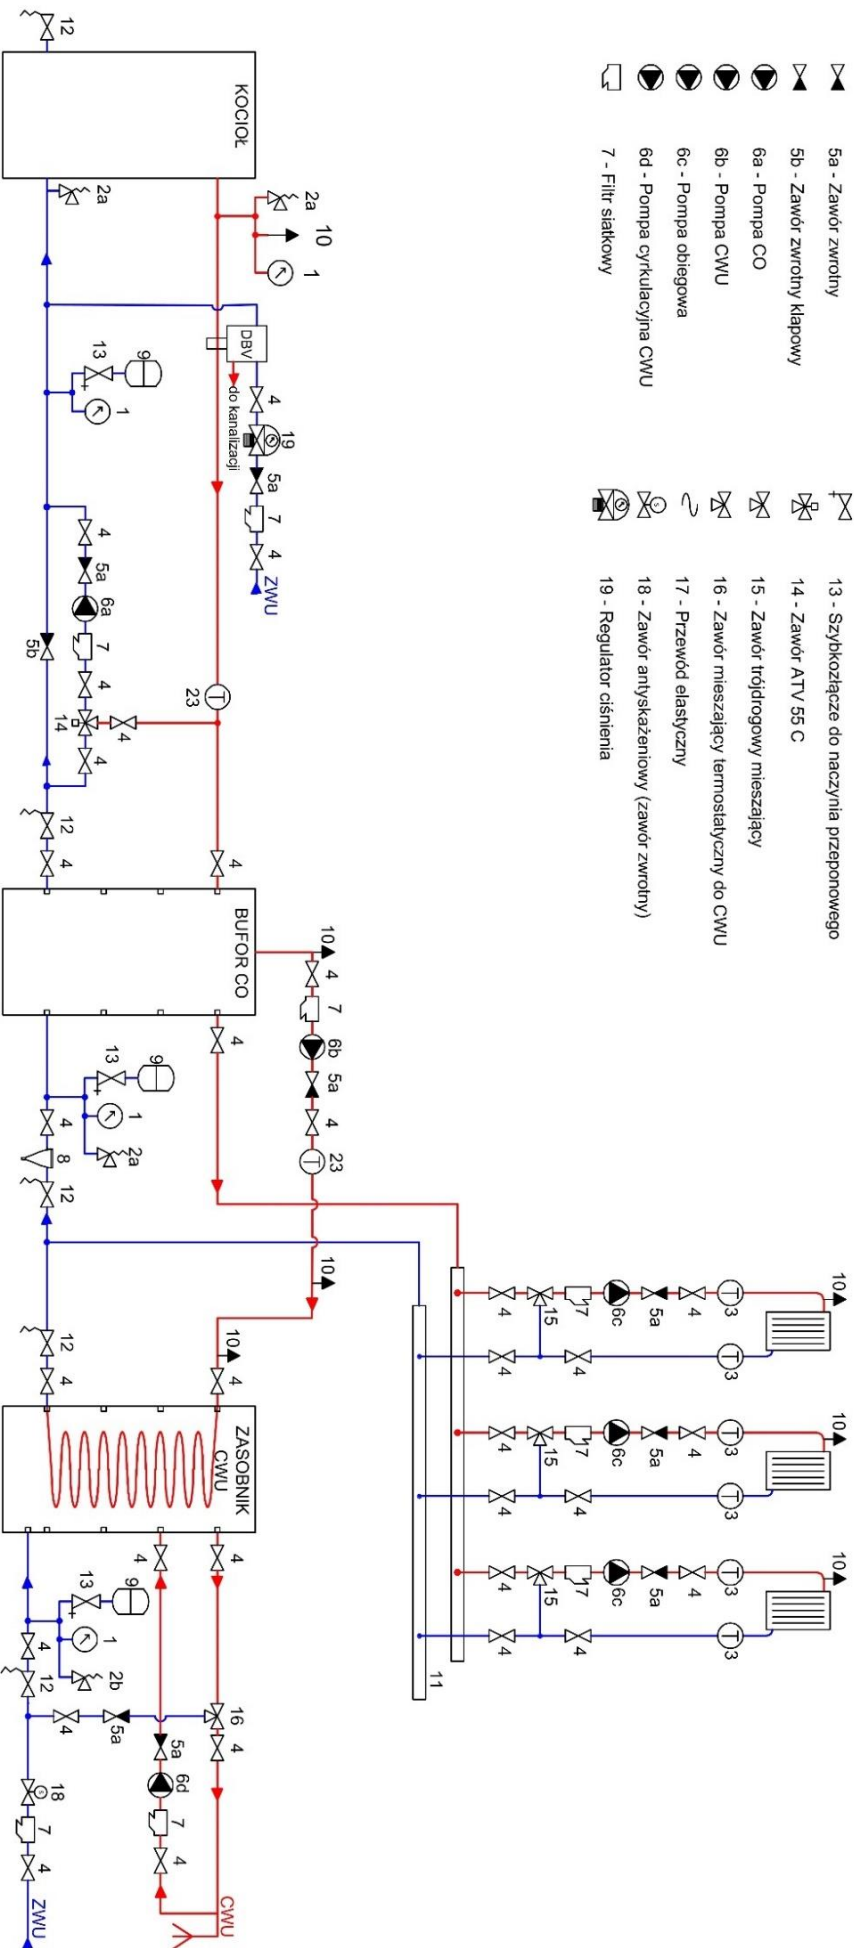 5a - Zawór zwrotny
5b - Zawór zwrotny klapowy
6a - Pompa CO
6b - Pompa CWU
6c - Pompa obiegowa
6d - Pompa cyrkulacyjna CWU
7 - Filtr siatkowy
13 - Szybkozłącze do naczynia przeponowego
14 - Zawór ATV 55 C
15 - Zawór trójdrogowy mieszający
16 - Zawór mieszający termostatyczny do CWU
17 - Przewód elastyczny
18 - Zawór antyskażeniowy (zawór zwrotny)
19 - Regulator ciśnienia
10 10 10
T 3 T 3 T 3 T 3 T 3 T 3
4 4 4
5a 5a 5a
6c 6c 6c
7 4 7 4 7 4
15 15 15
4 4 4 4 4 4
11
2a 10 1
DBV 4 19 5a 7 4 ZWU
do kanalizacji
10 4 7 6b 5a 4 T 23 10
KOCIOŁ
T 23 4
BUFOR CO
4
10 4
ZASOBNIK
CWU
4 16 4 CWU
12
2a
13 9 1
4 5a 6a 7 4
14 4 4
5b
12 4
13 9 1 2a
4 8 12
12 4
4 5a 6d 7 4
13 9 1 2b
4 12 4 5a
18 7 4 ZWU